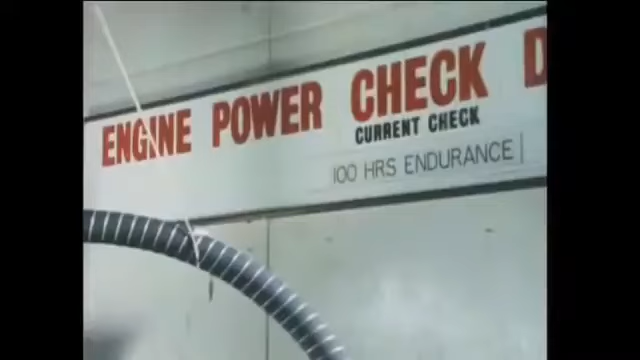 ENGINE POWER CHECK D
CURRENT CHECK
100 HRS ENDURANCE